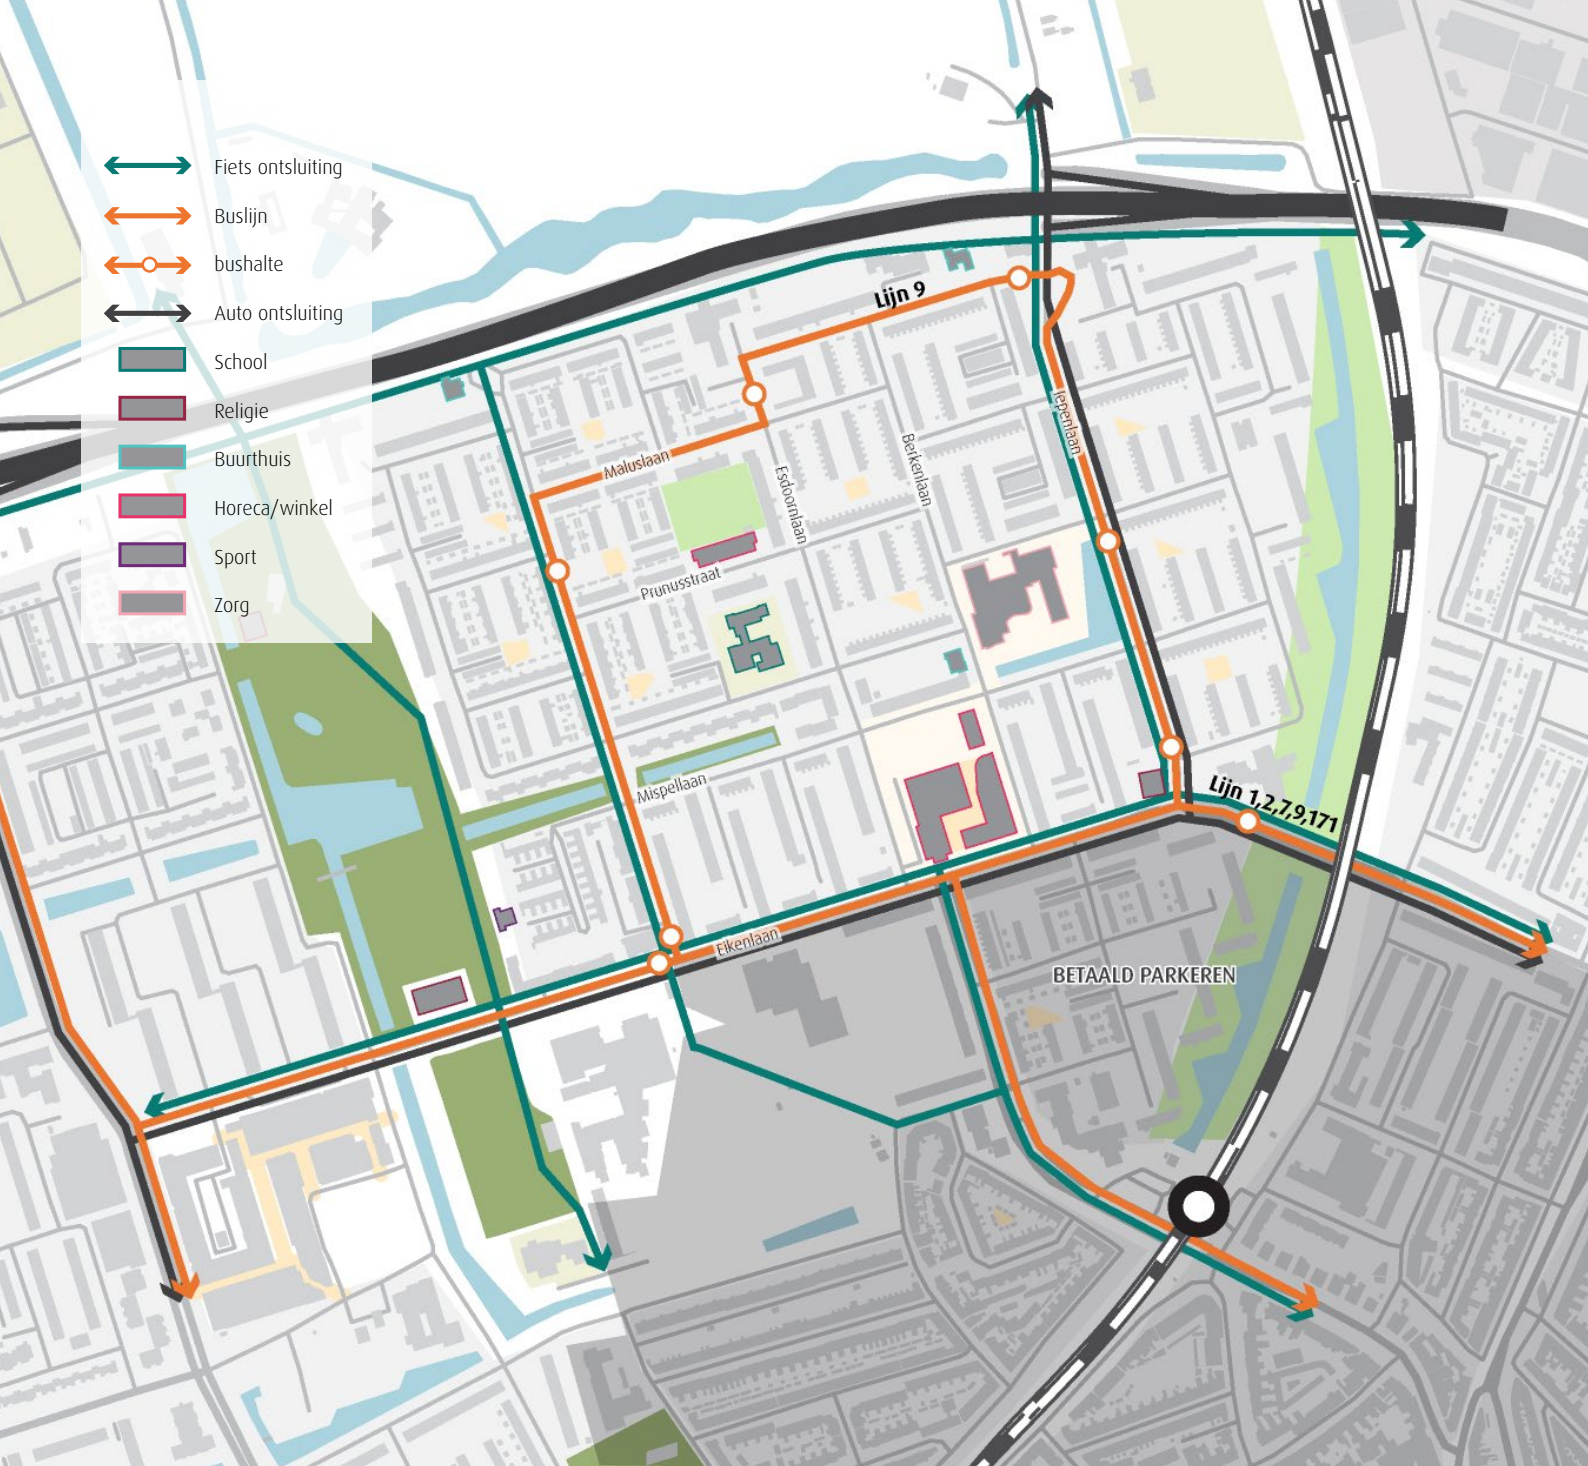 Fiets ontsluiting
Buslijn
bushalte
Auto ontsluiting
School
Religie
Buurthuis
Horeca/winkel
Sport
Zorg
Lijn 9
Iepenlaan
Berkenlaan
Maluslaan
Esdoornlaan
Prunusstraat
Mispellaan
Lijn 1,2,7,9,171
Eikenlaan
BETAALD PARKEREN